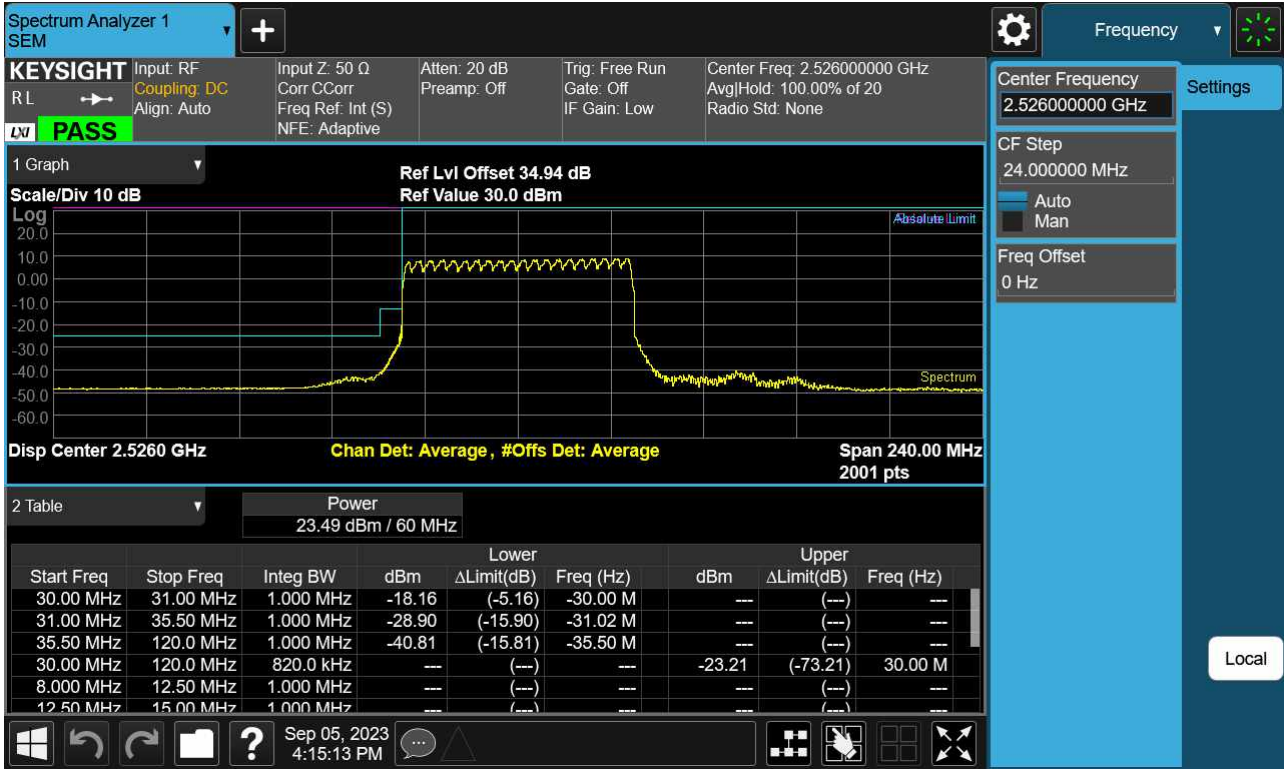 Spectrum Analyzer 1
SEM
Frequency
KEYSIGHT
R L
LXI
PASS
Input: RF
Coupling: DC
Align: Auto
Input Z: 50 Ω
Corr CCorr
Freq Ref: Int (S)
NFE: Adaptive
Atten: 20 dB
Preamp: Off
Trig: Free Run
Gate: Off
IF Gain: Low
Center Freq: 2.526000000 GHz
Avg|Hold: 100.00% of 20
Radio Std: None
Center Frequency
2.526000000 GHz
Settings
CF Step
24.000000 MHz
Auto
Man
Freq Offset
0 Hz
1 Graph
Scale/Div 10 dB
Ref Lvl Offset 34.94 dB
Ref Value 30.0 dBm
Log
20.0
10.0
0.00
-10.0
-20.0
-30.0
-40.0
-50.0
-60.0
Limit
Spectrum
Disp Center 2.5260 GHz
Chan Det: Average , #Offs Det: Average
Span 240.00 MHz
2001 pts
2 Table
Power
23.49 dBm / 60 MHz
Lower Upper
Start Freq Stop Freq Integ BW dBm ΔLimit(dB) Freq (Hz) dBm ΔLimit(dB) Freq (Hz)
30.00 MHz 31.00 MHz 1.000 MHz -18.16 (-5.16) -30.00 M --- (---) ---
31.00 MHz 35.50 MHz 1.000 MHz -28.90 (-15.90) -31.02 M --- (---) ---
35.50 MHz 120.0 MHz 1.000 MHz -40.81 (-15.81) -35.50 M --- (---) ---
30.00 MHz 120.0 MHz 820.0 kHz --- (---) --- -23.21 (-73.21) 30.00 M
8.000 MHz 12.50 MHz 1.000 MHz --- (---) --- --- (---) ---
12.50 MHz 15.00 MHz 1.000 MHz --- (---) --- --- (---) ---
Local
?
Sep 05, 2023
4:15:13 PM